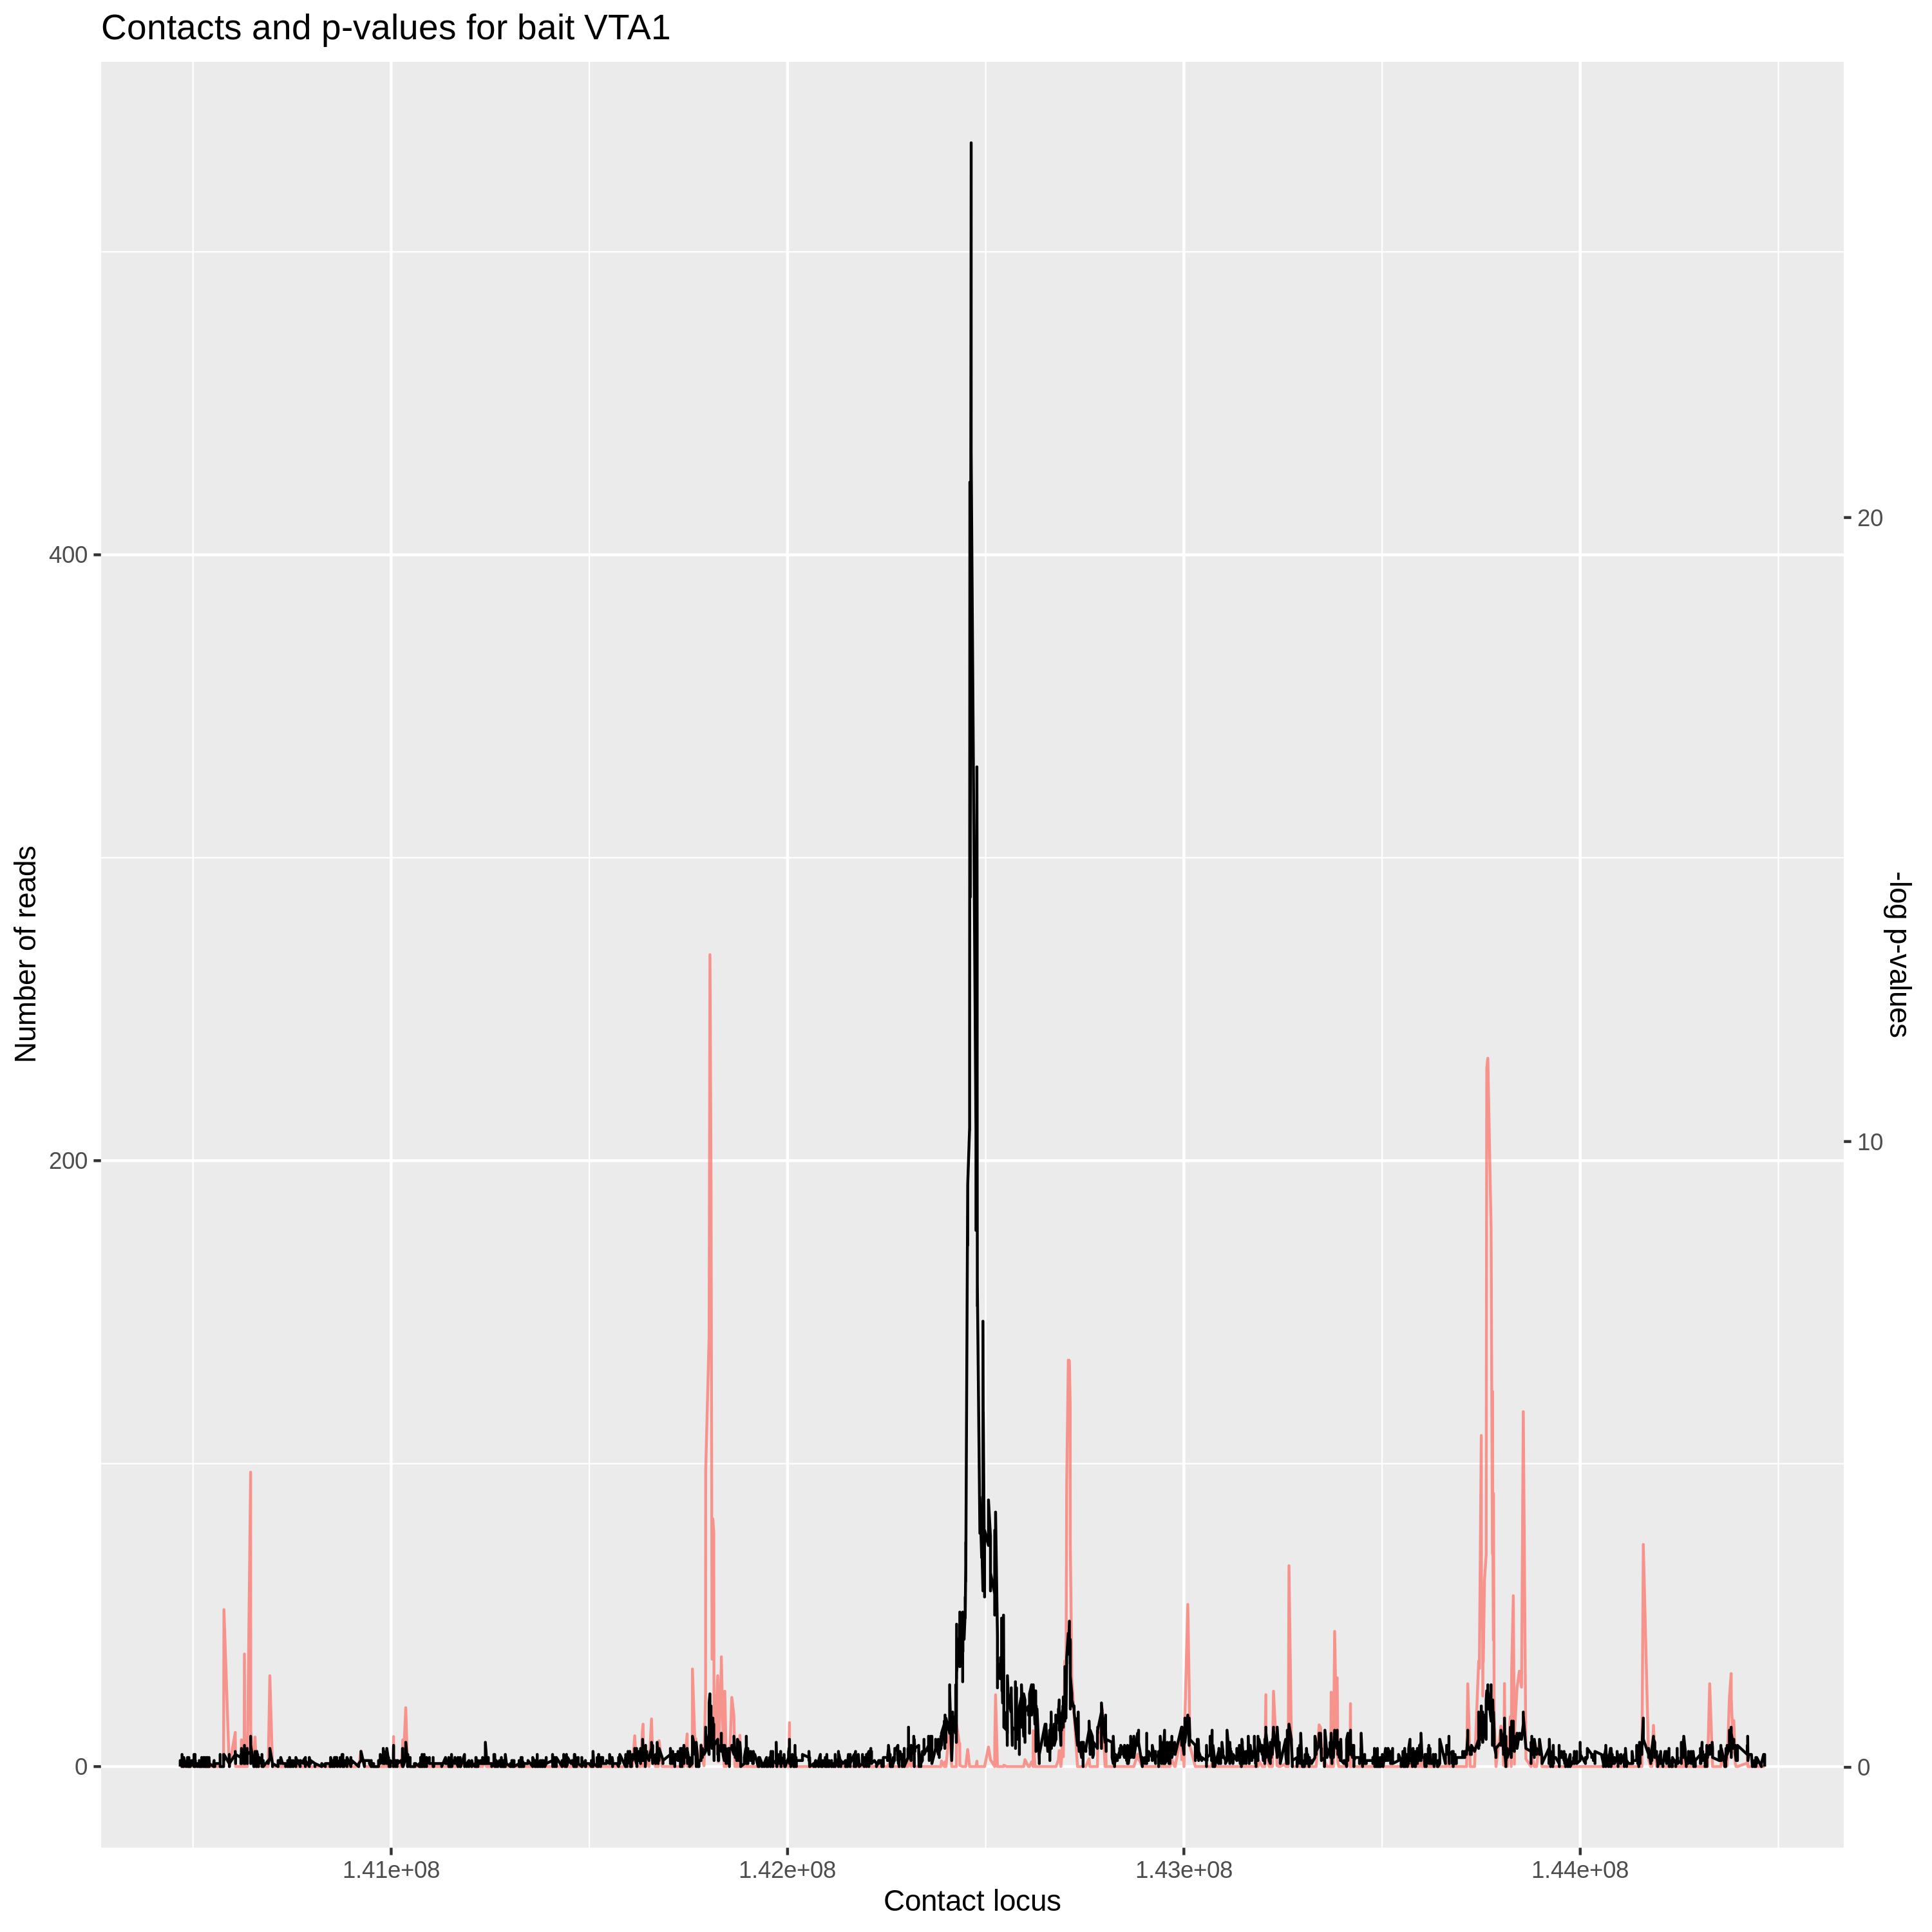 Contacts and p-values for bait VTA1
400
200
0
Number of reads
20
10
0
-log p-values
1.41e+08
1.42e+08
1.43e+08
1.44e+08
Contact locus